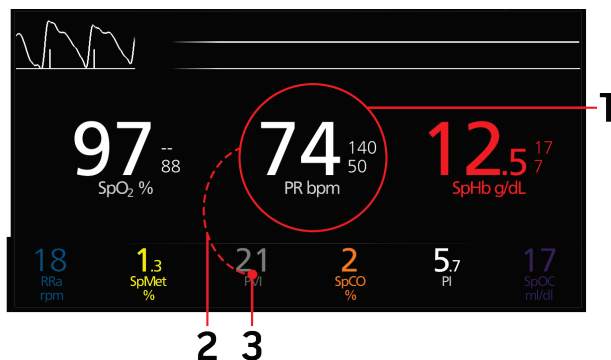 1
97 -- 88
SpO₂ %
74 140 50
PR bpm
12.5 17 7
SpHb g/dL
18
RRa
rpm
1.3
SpMet
%
21
PVI
2
SpCO
%
5.7
PI
17
SpOC
ml/dl
2 3